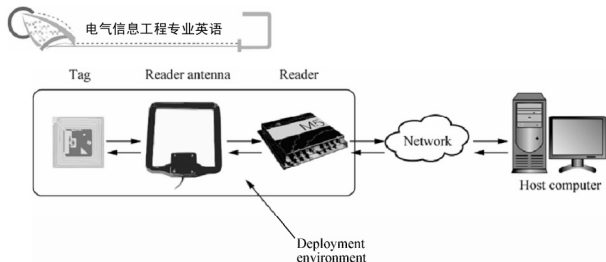 电气信息工程专业英语
Tag
Reader antenna
Reader
M5
Network
Host computer
Deployment
environment